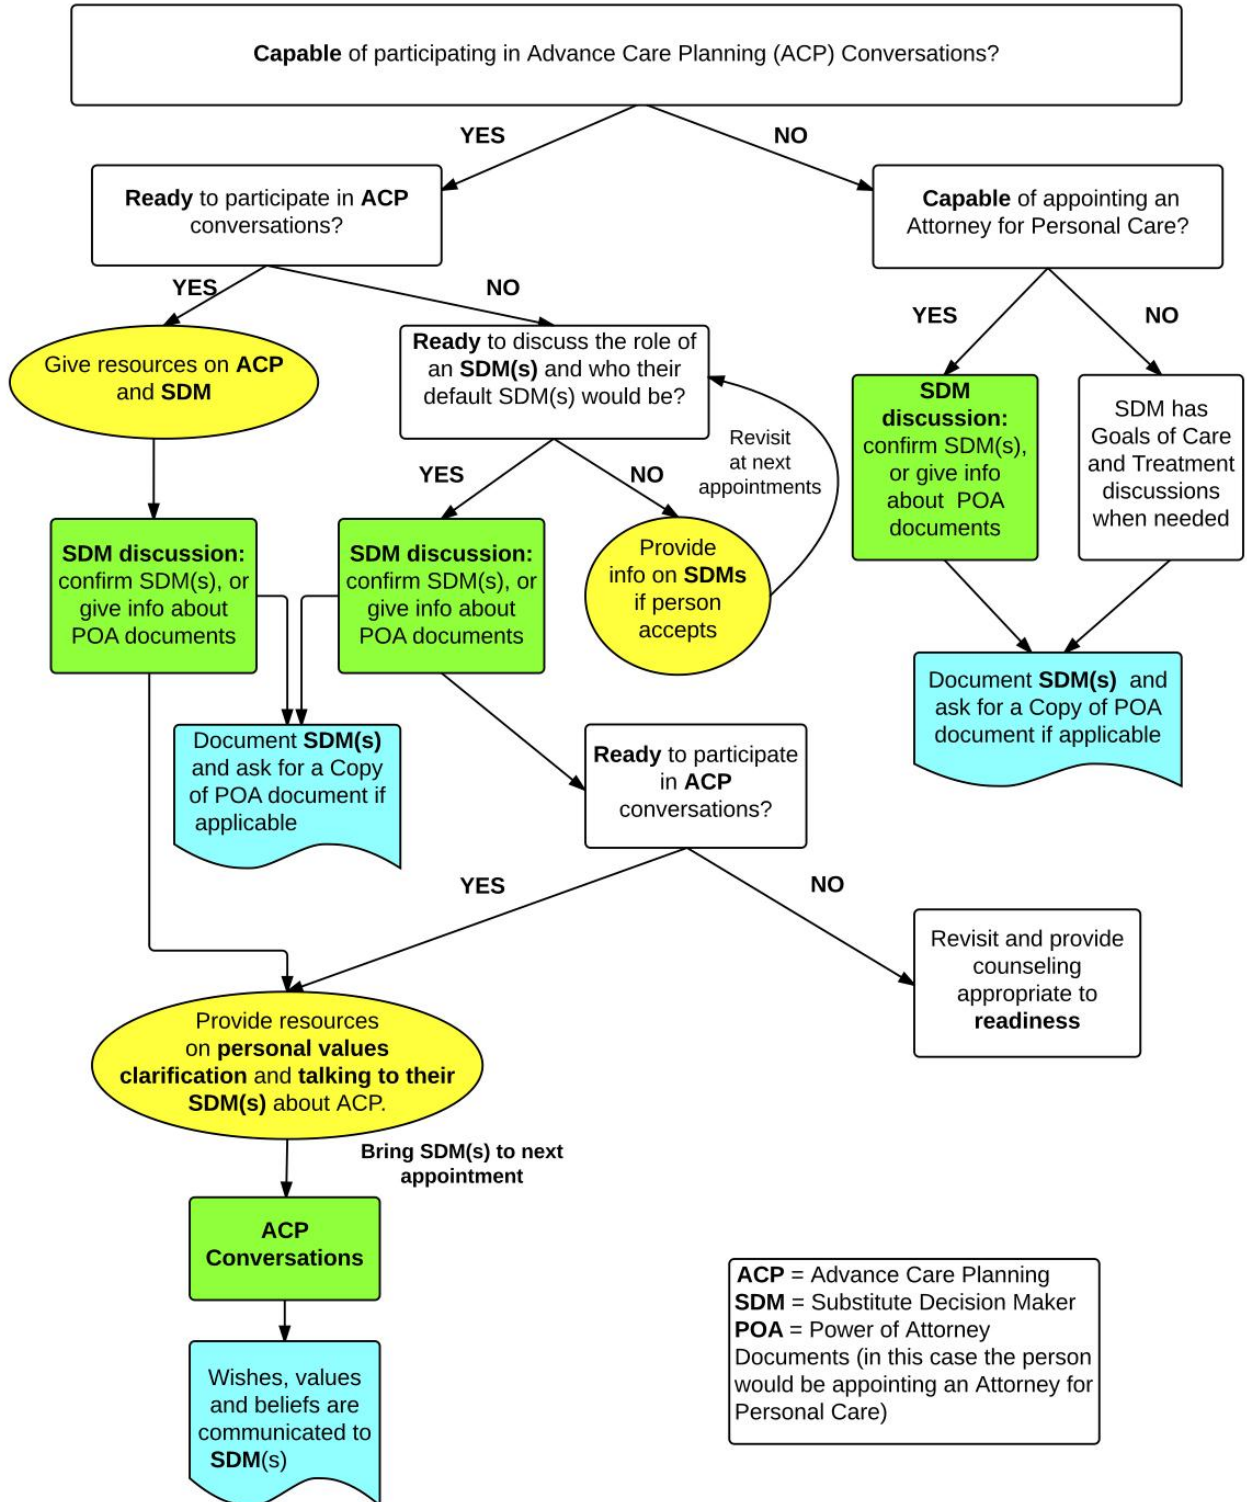 Capable of participating in Advance Care Planning (ACP) Conversations?
YES
NO
Ready to participate in ACP
conversations?
Capable of appointing an
Attorney for Personal Care?
YES
NO
YES
NO
Give resources on ACP
and SDM
Ready to discuss the role of
an SDM(s) and who their
default SDM(s) would be?
SDM
discussion:
confirm SDM(s),
or give info
about POA
documents
SDM has
Goals of Care
and Treatment
discussions
when needed
Revisit
at next
appointments
YES
NO
SDM discussion:
confirm SDM(s), or
give info about
POA documents
SDM discussion:
confirm SDM(s), or
give info about
POA documents
Provide
info on SDMs
if person
accepts
Document SDM(s) and
ask for a Copy of POA
document if applicable
Document SDM(s)
and ask for a Copy
of POA document if
applicable
Ready to participate
in ACP
conversations?
YES
NO
Revisit and provide
counseling
appropriate to
readiness
Provide resources
on personal values
clarification and talking to their
SDM(s) about ACP.
Bring SDM(s) to next
appointment
ACP
Conversations
Wishes, values
and beliefs are
communicated to
SDM(s)
ACP = Advance Care Planning
SDM = Substitute Decision Maker
POA = Power of Attorney
Documents (in this case the person
would be appointing an Attorney for
Personal Care)